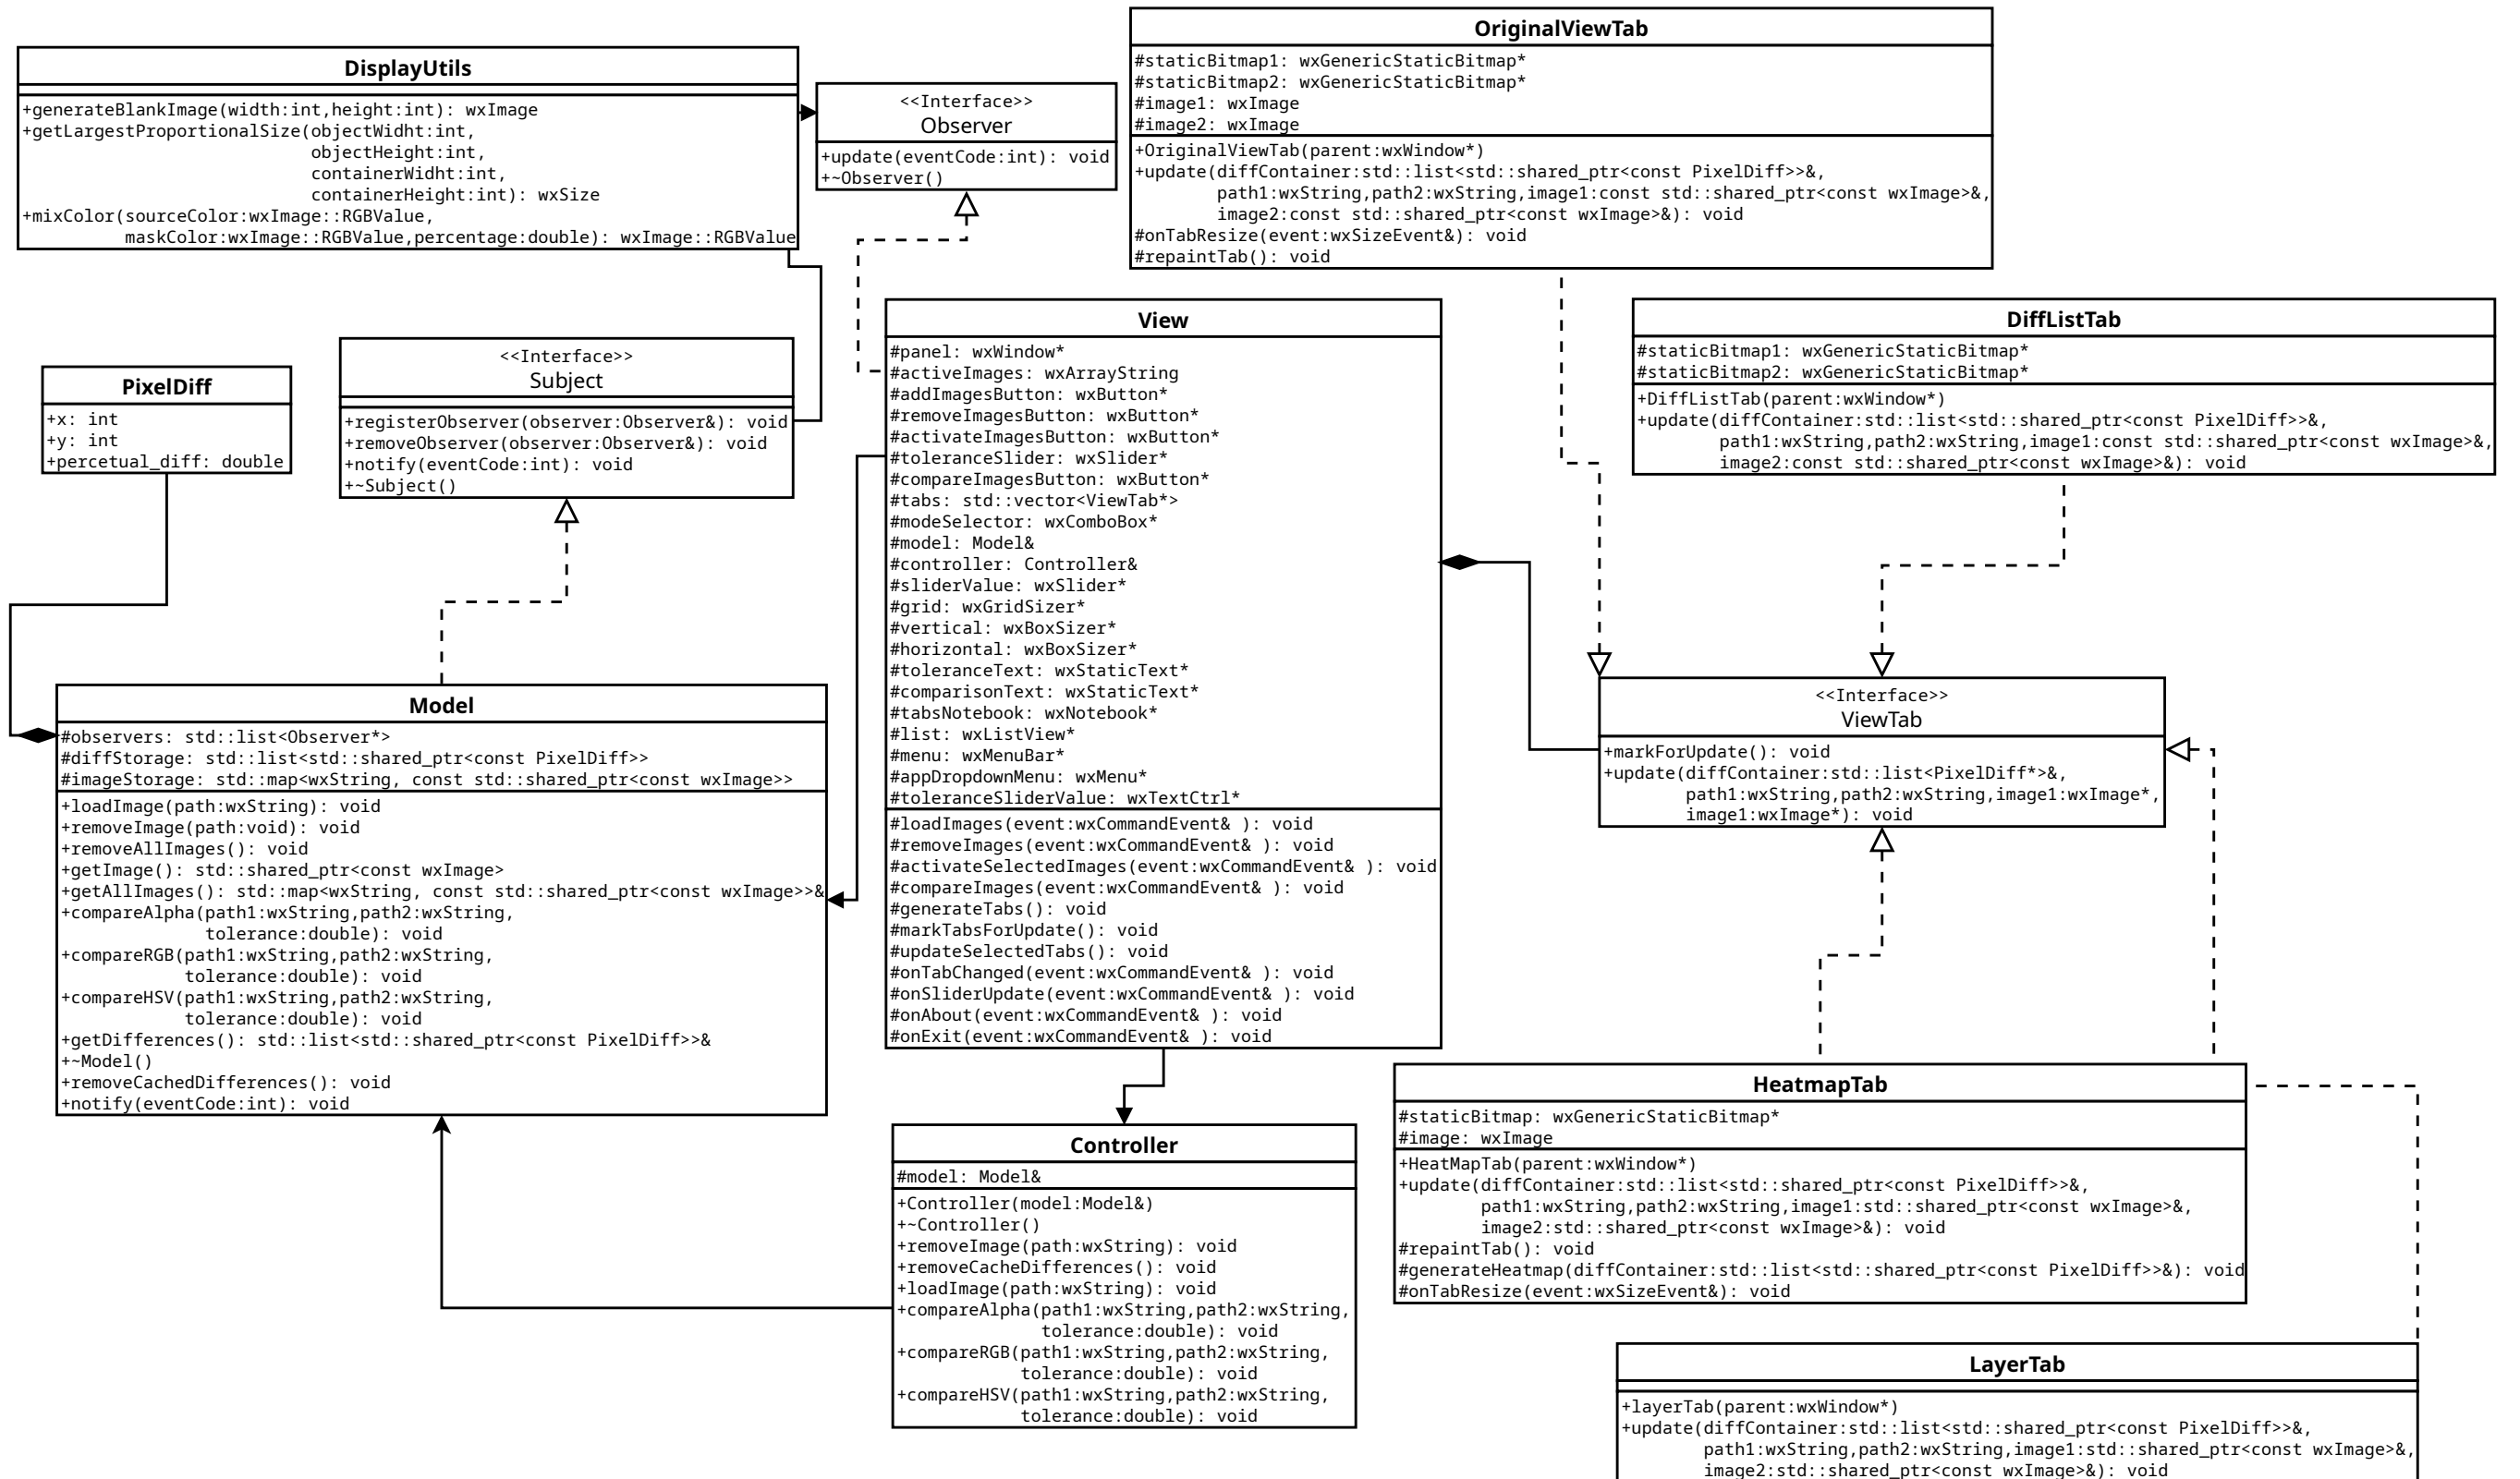 DisplayUtils
+generateBlankImage(width:int,height:int): wxImage
+getLargestProportionalSize(objectWidht:int,
objectHeight:int,
containerWidht:int,
containerHeight:int): wxSize
+mixColor(sourceColor:wxImage::RGBValue,
maskColor:wxImage::RGBValue,percentage:double): wxImage::RGBValue
<<Interface>>
Observer
+update(eventCode:int): void
+~Observer()
OriginalViewTab
#staticBitmap1: wxGenericStaticBitmap*
#staticBitmap2: wxGenericStaticBitmap*
#image1: wxImage
#image2: wxImage
+OriginalViewTab(parent:wxWindow*)
+update(diffContainer:std::list<std::shared_ptr<const PixelDiff>>&,
path1:wxString,path2:wxString,image1:const std::shared_ptr<const wxImage>&,
image2:const std::shared_ptr<const wxImage>&): void
#onTabResize(event:wxSizeEvent&): void
#repaintTab(): void
PixelDiff
+x: int
+y: int
+percetual_diff: double
<<Interface>>
Subject
+registerObserver(observer:Observer&): void
+removeObserver(observer:Observer&): void
+notify(eventCode:int): void
+~Subject()
View
#panel: wxWindow*
#activeImages: wxArrayString
#addImagesButton: wxButton*
#removeImagesButton: wxButton*
#activateImagesButton: wxButton*
#toleranceSlider: wxSlider*
#compareImagesButton: wxButton*
#tabs: std::vector<ViewTab*>
#modeSelector: wxComboBox*
#model: Model&
#controller: Controller&
#sliderValue: wxSlider*
#grid: wxGridSizer*
#vertical: wxBoxSizer*
#horizontal: wxBoxSizer*
#toleranceText: wxStaticText*
#comparisonText: wxStaticText*
#tabsNotebook: wxNotebook*
#list: wxListView*
#menu: wxMenuBar*
#appDropdownMenu: wxMenu*
#toleranceSliderValue: wxTextCtrl*
#loadImages(event:wxCommandEvent& ): void
#removeImages(event:wxCommandEvent& ): void
#activateSelectedImages(event:wxCommandEvent& ): void
#compareImages(event:wxCommandEvent& ): void
#generateTabs(): void
#markTabsForUpdate(): void
#updateSelectedTabs(): void
#onTabChanged(event:wxCommandEvent& ): void
#onSliderUpdate(event:wxCommandEvent& ): void
#onAbout(event:wxCommandEvent& ): void
#onExit(event:wxCommandEvent& ): void
DiffListTab
#staticBitmap1: wxGenericStaticBitmap*
#staticBitmap2: wxGenericStaticBitmap*
+DiffListTab(parent:wxWindow*)
+update(diffContainer:std::list<std::shared_ptr<const PixelDiff>>&,
path1:wxString,path2:wxString,image1:const std::shared_ptr<const wxImage>&,
image2:const std::shared_ptr<const wxImage>&): void
Model
#observers: std::list<Observer*>
#diffStorage: std::list<std::shared_ptr<const PixelDiff>>
#imageStorage: std::map<wxString, const std::shared_ptr<const wxImage>>
+loadImage(path:wxString): void
+removeImage(path:void): void
+removeAllImages(): void
+getImage(): std::shared_ptr<const wxImage>
+getAllImages(): std::map<wxString, const std::shared_ptr<const wxImage>>&
+compareAlpha(path1:wxString,path2:wxString,
tolerance:double): void
+compareRGB(path1:wxString,path2:wxString,
tolerance:double): void
+compareHSV(path1:wxString,path2:wxString,
tolerance:double): void
+getDifferences(): std::list<std::shared_ptr<const PixelDiff>>&
+~Model()
+removeCachedDifferences(): void
+notify(eventCode:int): void
<<Interface>>
ViewTab
+markForUpdate(): void
+update(diffContainer:std::list<PixelDiff*>&,
path1:wxString,path2:wxString,image1:wxImage*,
image1:wxImage*): void
Controller
#model: Model&
+Controller(model:Model&)
+~Controller()
+removeImage(path:wxString): void
+removeCacheDifferences(): void
+loadImage(path:wxString): void
+compareAlpha(path1:wxString,path2:wxString,
tolerance:double): void
+compareRGB(path1:wxString,path2:wxString,
tolerance:double): void
+compareHSV(path1:wxString,path2:wxString,
tolerance:double): void
HeatmapTab
#staticBitmap: wxGenericStaticBitmap*
#image: wxImage
+HeatMapTab(parent:wxWindow*)
+update(diffContainer:std::list<std::shared_ptr<const PixelDiff>>&,
path1:wxString,path2:wxString,image1:std::shared_ptr<const wxImage>&,
image2:std::shared_ptr<const wxImage>&): void
#repaintTab(): void
#generateHeatmap(diffContainer:std::list<std::shared_ptr<const PixelDiff>>&): void
#onTabResize(event:wxSizeEvent&): void
LayerTab
+layerTab(parent:wxWindow*)
+update(diffContainer:std::list<std::shared_ptr<const PixelDiff>>&,
path1:wxString,path2:wxString,image1:std::shared_ptr<const wxImage>&,
image2:std::shared_ptr<const wxImage>&): void